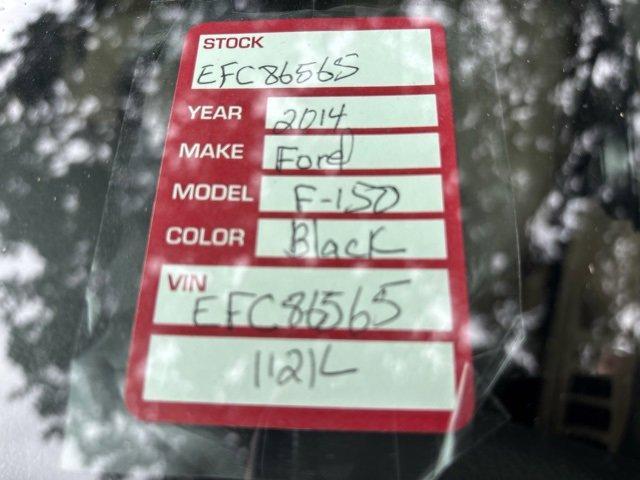 STOCK
EFC86565
YEAR 2014
MAKE Ford
MODEL F-150
COLOR Black
VIN
EFC86565
1121L